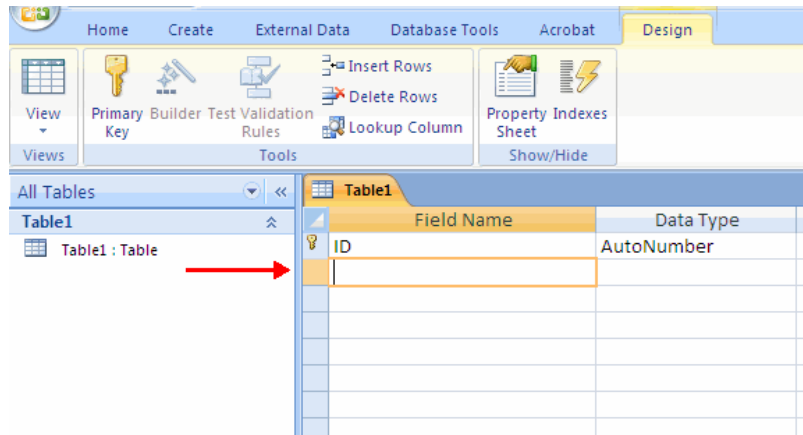 Home Create External Data Database Tools Acrobat Design
View
Primary Key
Builder
Test Validation Rules
Insert Rows
Delete Rows
Lookup Column
Property Sheet
Indexes
Views Tools Show/Hide
All Tables
Table1
Table1 : Table
Table1
Field Name Data Type
ID AutoNumber